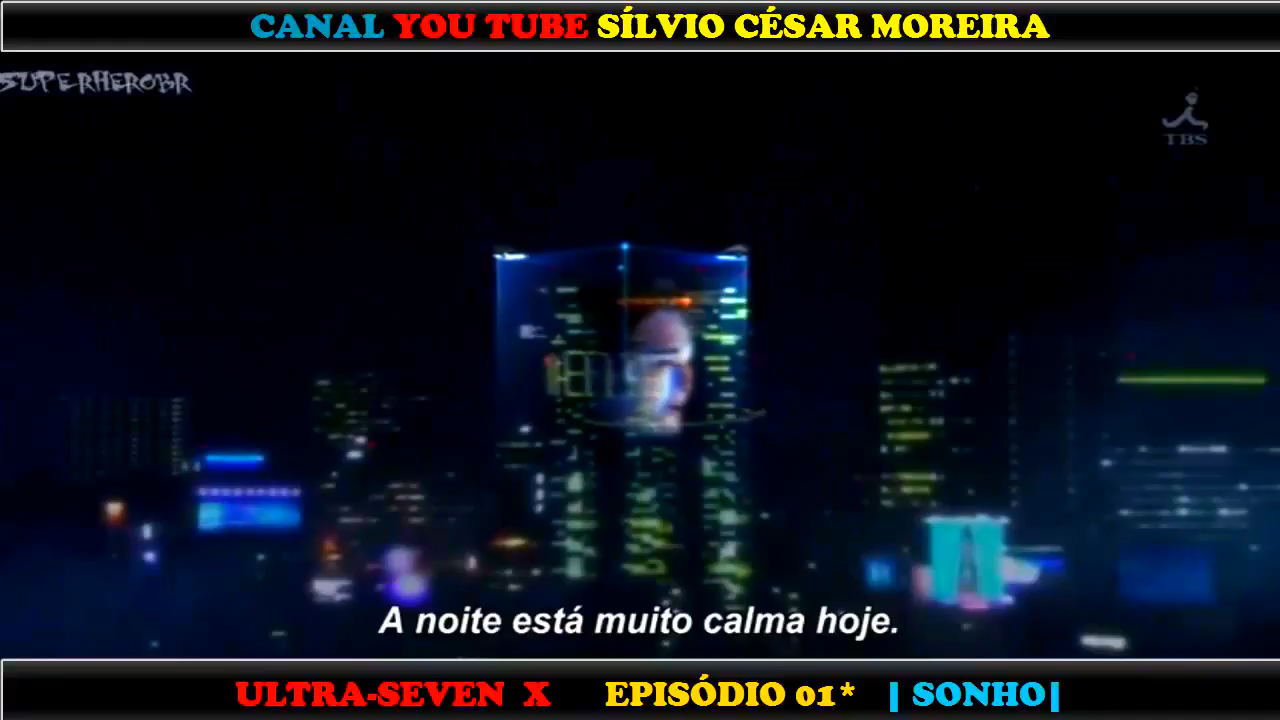 CANAL YOU TUBE SÍLVIO CÉSAR MOREIRA
SUPERHEROBR
TBS
A noite está muito calma hoje.
ULTRA-SEVEN X EPISÓDIO 01* | SONHO|